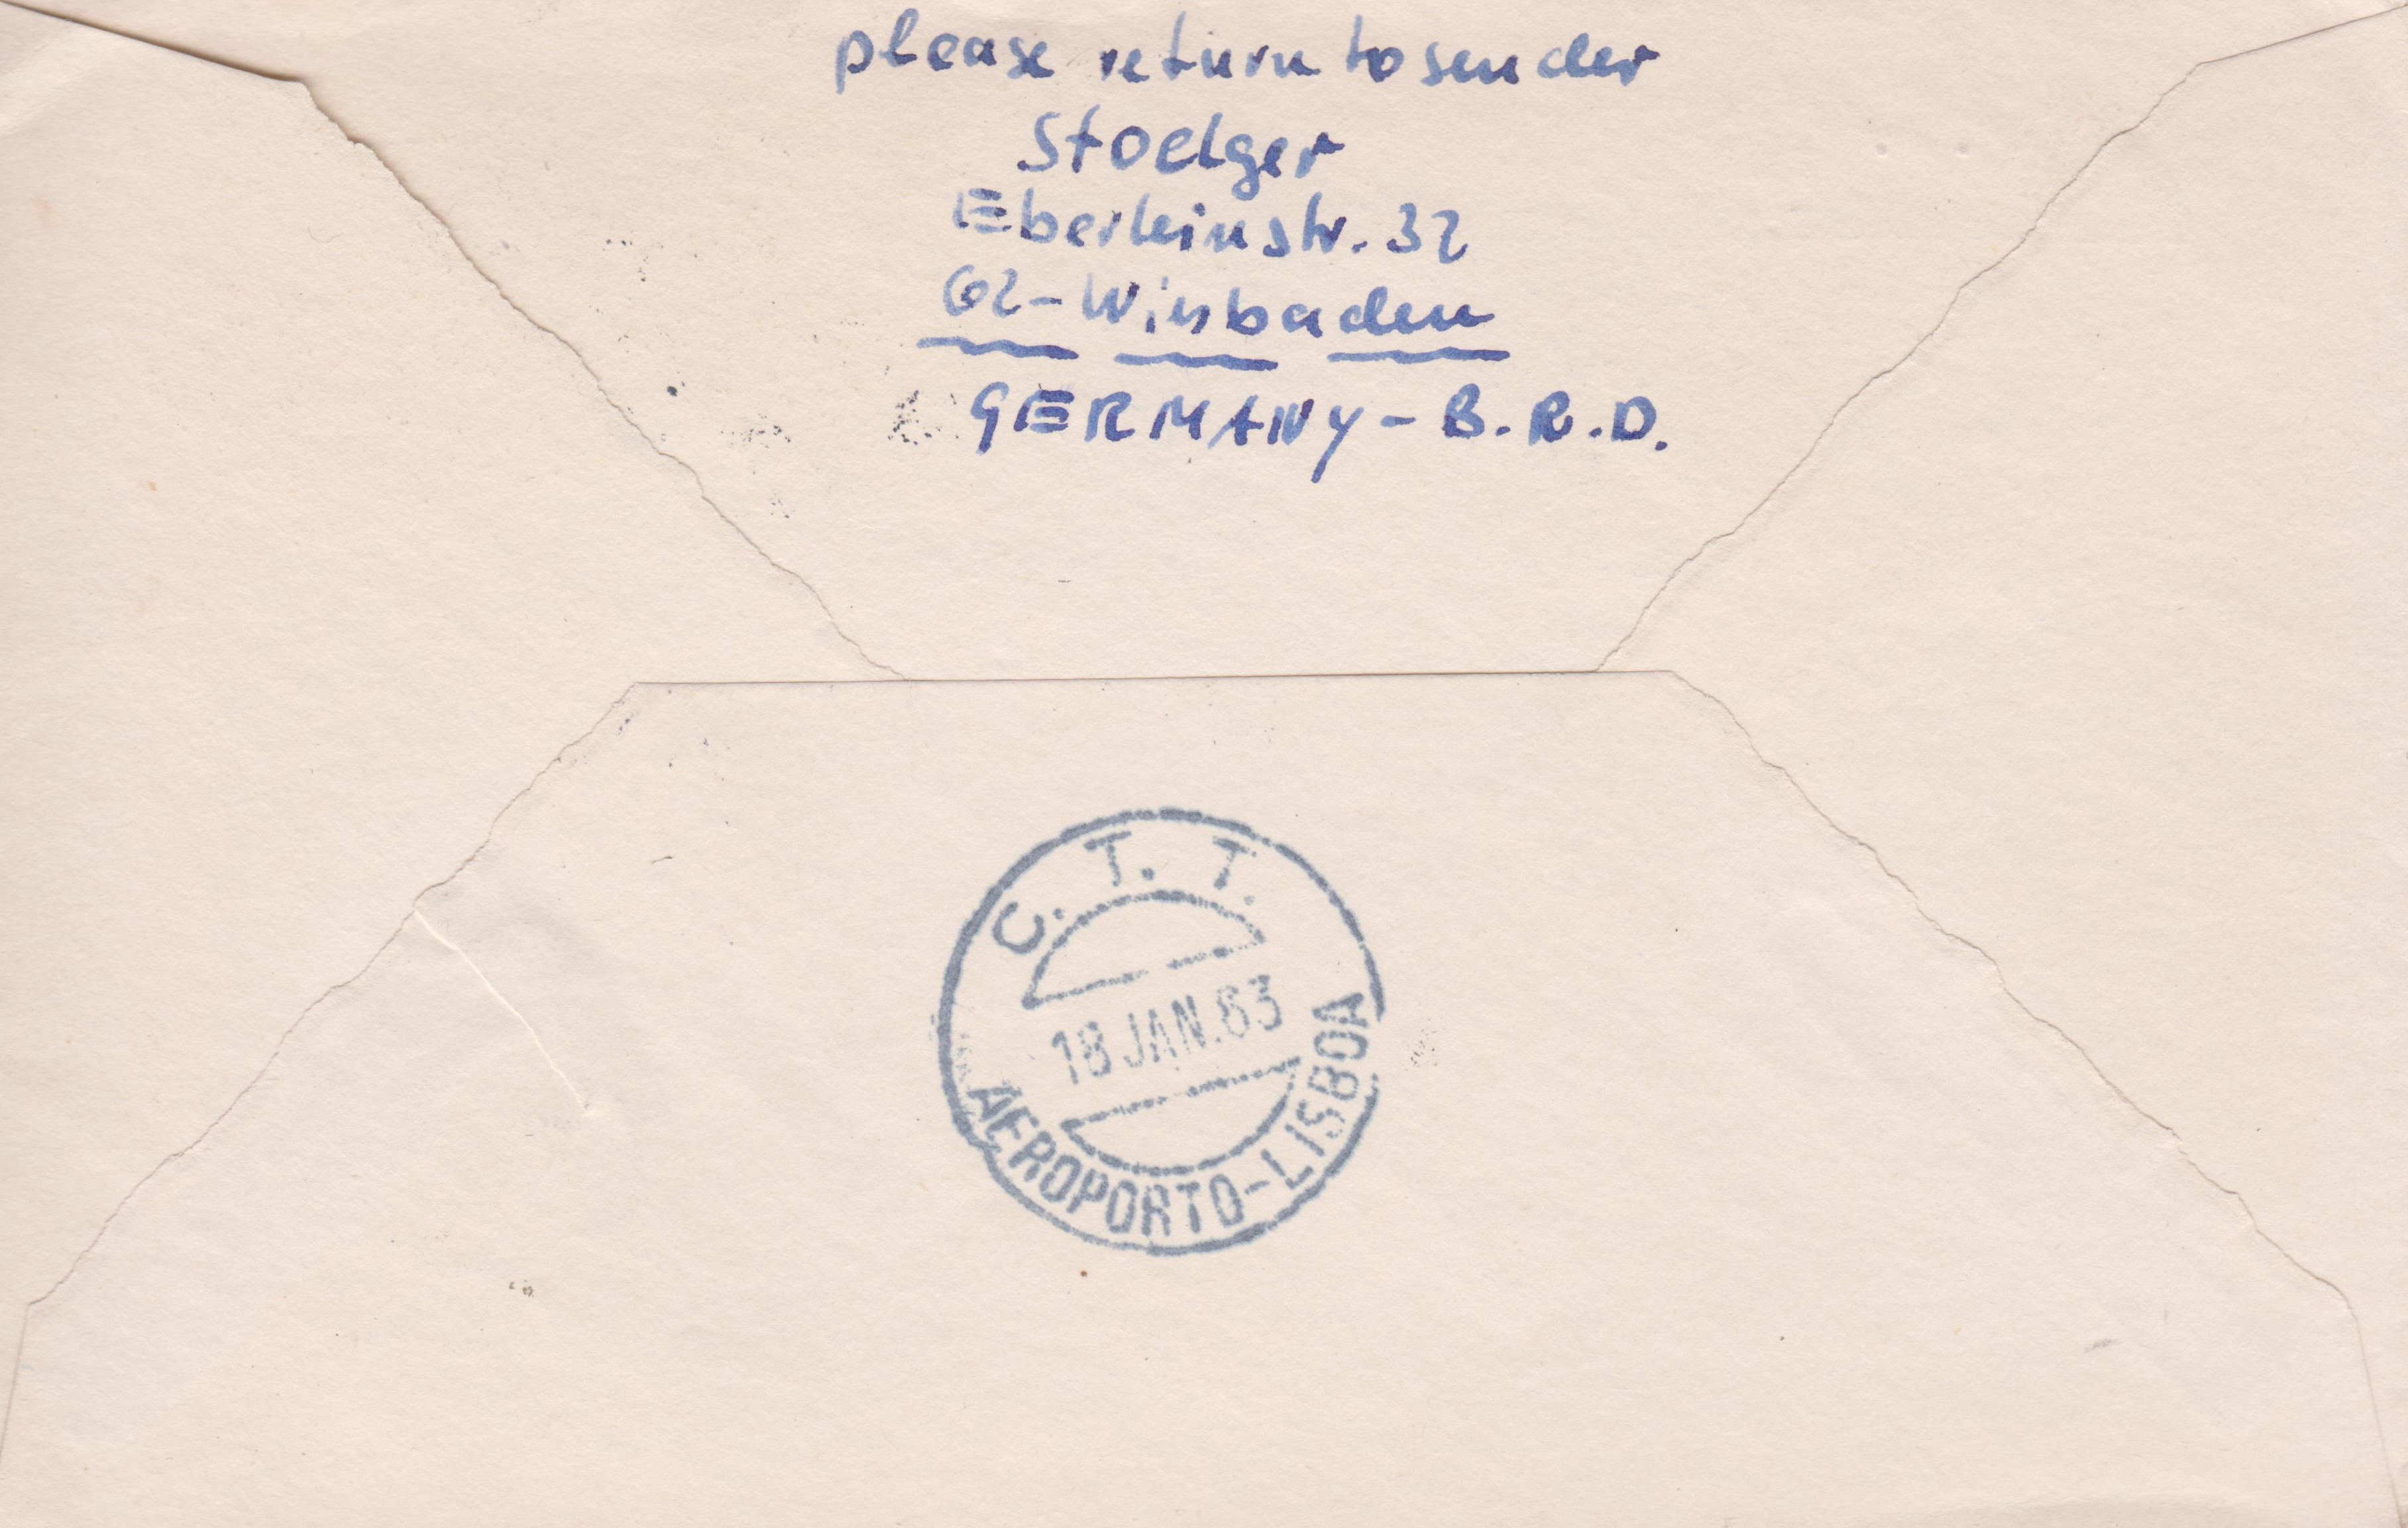 please return to sender
Stoelger
Eberleinstr. 32
62-Wiesbaden
GERMANY - B.R.D.
C. T. T.
18 JAN. 63
AEROPORTO-LISBOA